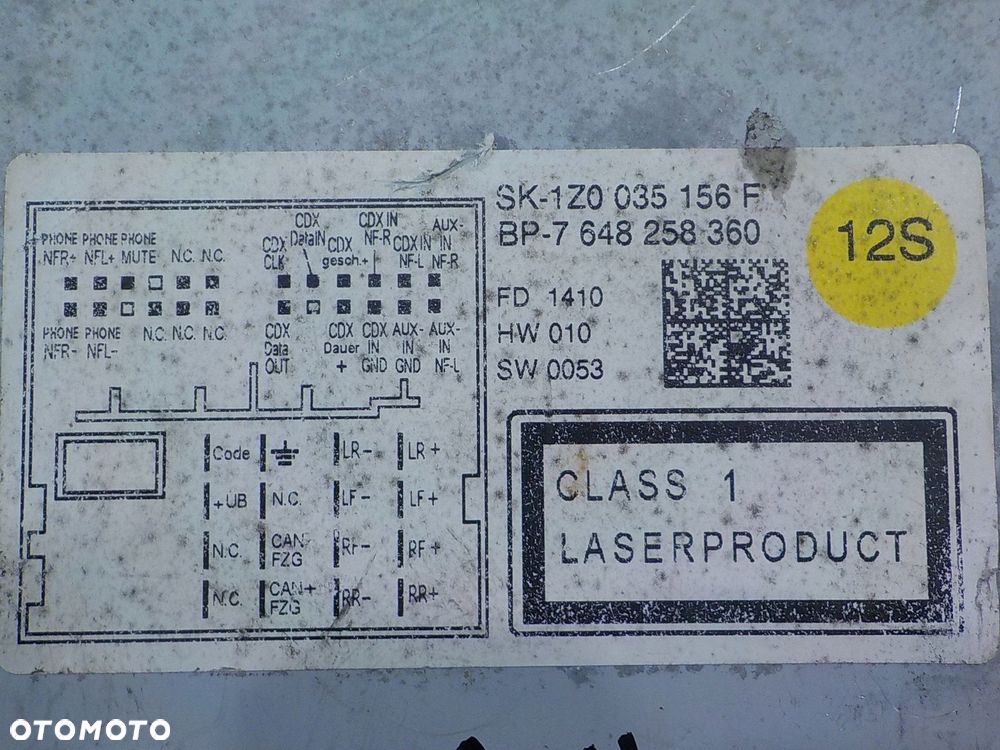 SK-1Z0 035 156 F
BP-7 648 258 360
12S
FD 1410
HW 010
SW 0053
CLASS 1
LASERPRODUCT
CDX CDX IN AUX-
PHONE PHONE PHONE CDX DataIN CDX NF-R CDX IN IN
NFR+ NFL+ MUTE N.C. N.C. CLK gesch.+ NF-L NF-R
PHONE PHONE N.C. N.C. N.C. CDX CDX CDX AUX- AUX-
NFR- NFL- Data Dauer IN IN IN
OUT + GND GND NF-L
Code LR- LR+
+UB N.C. LF- LF+
N.C. CAN- RF- RF+
FZG
N.C. CAN+ RR- RR+
FZG
OTOMOTO